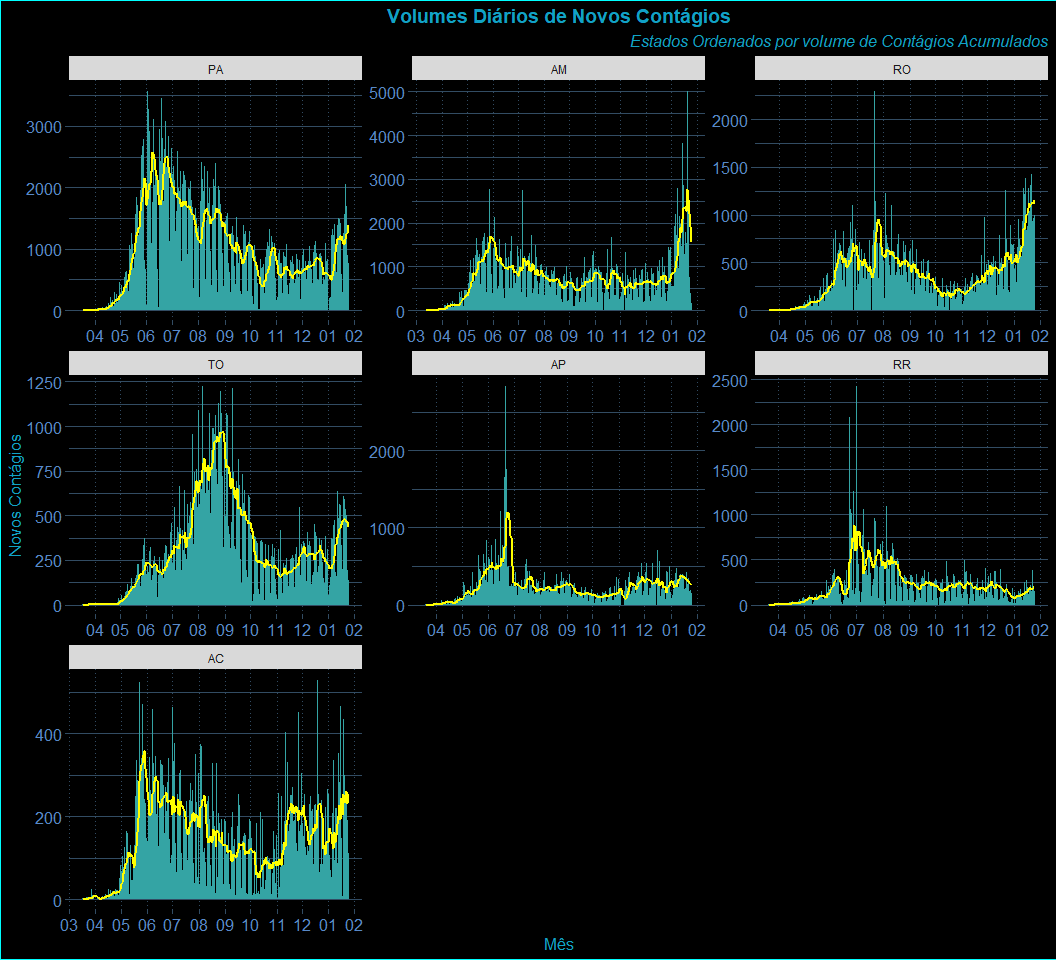 Volumes Diários de Novos Contágios
Estados Ordenados por volume de Contágios Acumulados
PA
AM
RO
3000
2000
1000
0
04 05 06 07 08 09 10 11 12 01 02
5000
4000
3000
2000
1000
0
04 05 06 07 08 09 10 11 12 01 02
2000
1500
1000
500
0
04 05 06 07 08 09 10 11 12 01 02
TO
AP
RR
1250
1000
750
500
250
0
04 05 06 07 08 09 10 11 12 01 02
2000
1000
0
04 05 06 07 08 09 10 11 12 01 02
2500
2000
1500
1000
500
0
04 05 06 07 08 09 10 11 12 01 02
Novos Contágios
AC
400
200
0
03 04 05 06 07 08 09 10 11 12 01 02
Mês